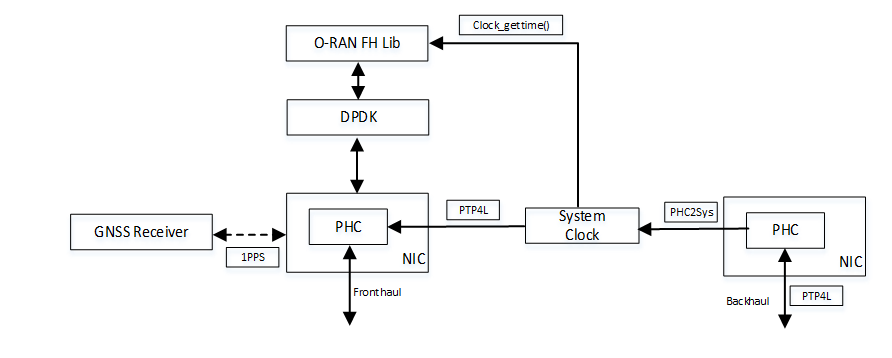 Clock_gettime()
O-RAN FH Lib
DPDK
PTP4L
System
Clock
PHC2Sys
GNSS Receiver
1PPS
PHC
NIC
PHC
NIC
Fronthaul
Backhaul
PTP4L